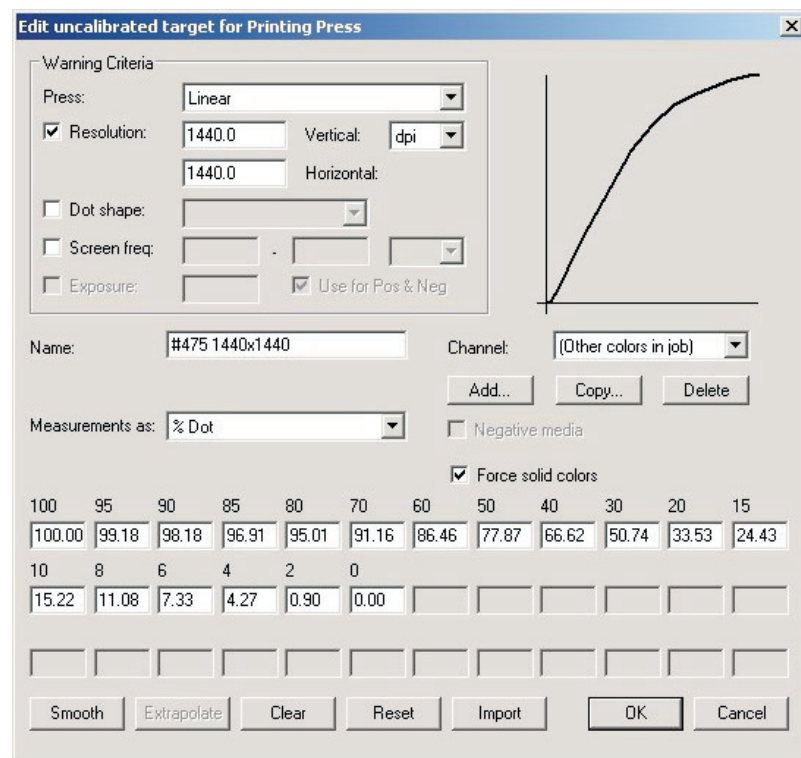 Edit uncalibrated target for Printing Press
Warning Criteria
Press: Linear
Resolution: 1440.0 Vertical: dpi
1440.0 Horizontal:
Dot shape:
Screen freq: -
Exposure: Use for Pos & Neg
Name: #475 1440x1440 Channel: (Other colors in job)
Add... Copy... Delete
Measurements as: % Dot Negative media
Force solid colors
100 95 90 85 80 70 60 50 40 30 20 15
100.00 99.18 98.18 96.91 95.01 91.16 86.46 77.87 66.62 50.74 33.53 24.43
10 8 6 4 2 0
15.22 11.08 7.33 4.27 0.90 0.00
Smooth Extrapolate Clear Reset Import OK Cancel